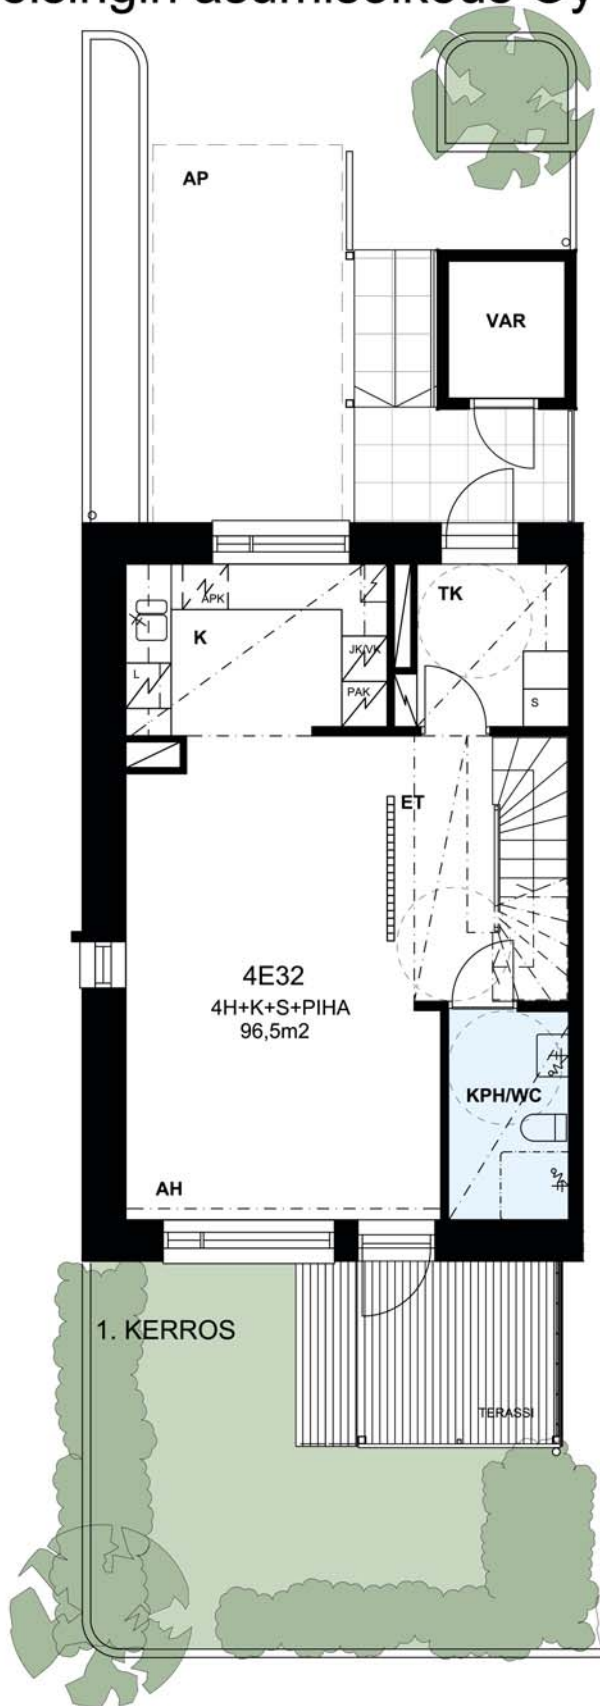 AP
VAR
TK
APK
K
JK/VK
L
PAK
S
ET
4E32
4H+K+S+PIHA
96,5m2
KPH/WC
AH
1. KERROS
TERASSI